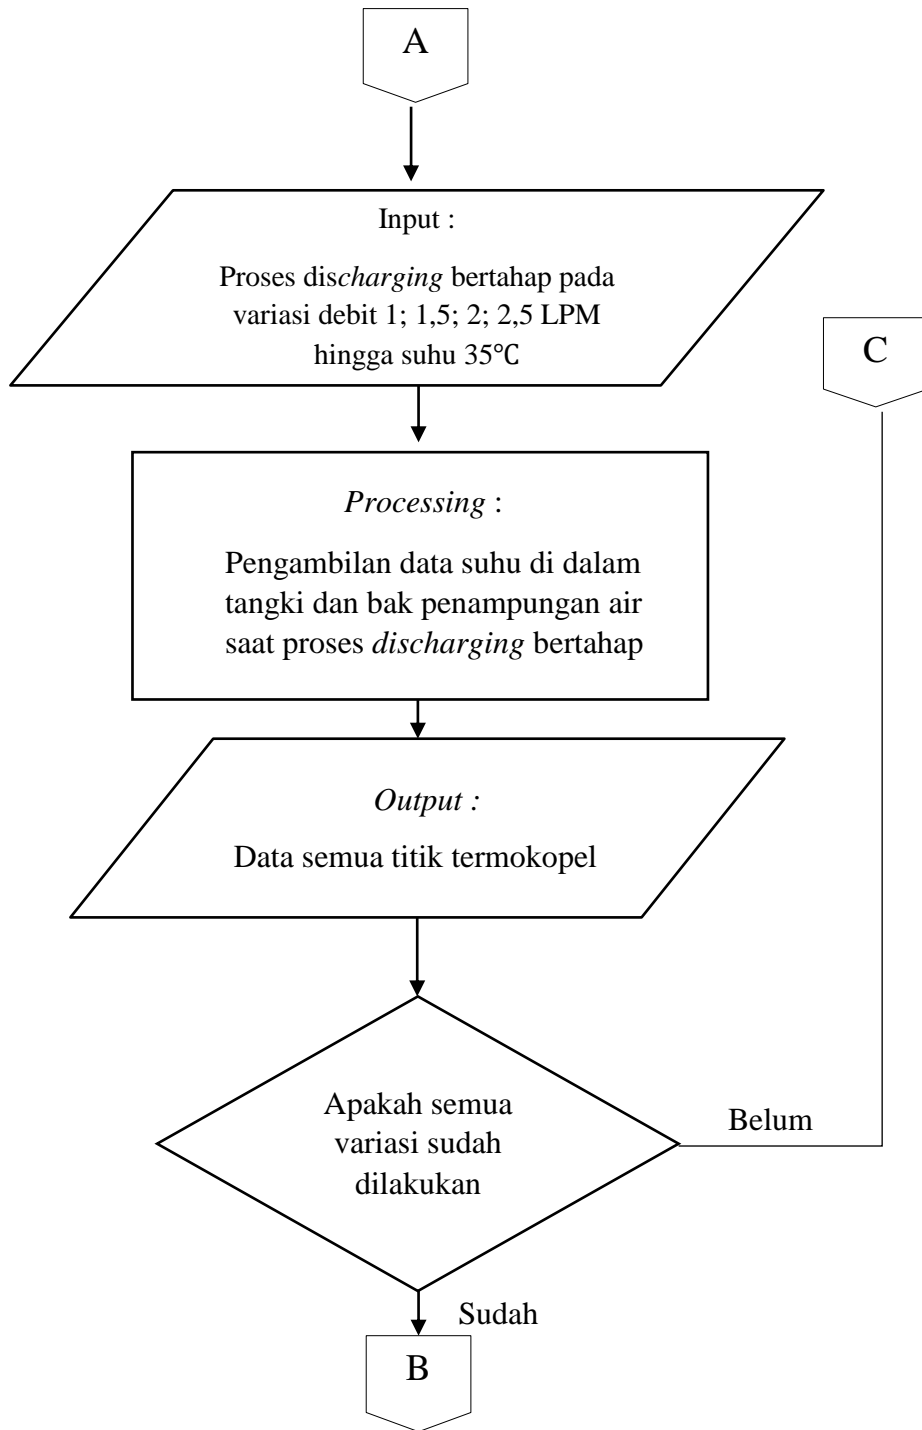 A
Input :
Proses discharging bertahap pada
variasi debit 1; 1,5; 2; 2,5 LPM
hingga suhu 35℃
C
Processing :
Pengambilan data suhu di dalam
tangki dan bak penampungan air
saat proses discharging bertahap
Output :
Data semua titik termokopel
Apakah semua
variasi sudah
dilakukan
Belum
Sudah
B